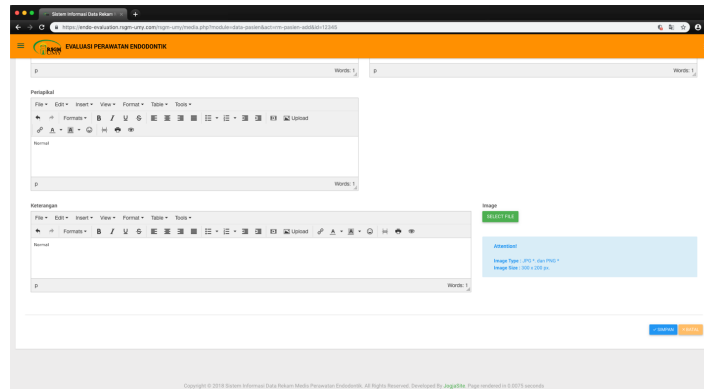 Sistem Informasi Data Rekam
https://endo-evaluation.rsgm-umy.com/rsgm-umy/media.php?module=data-pasien&act=rm-pasien-add&id=12345
RSGM UMY EVALUASI PERAWATAN ENDODONTIK
p Words: 1 p Words: 1
Periapikal
File Edit Insert View Format Table Tools
Formats B I U S Upload
A A
Normal
p Words: 1
Keterangan Image
File Edit Insert View Format Table Tools SELECT FILE
Formats B I U S Upload A A
Normal Attention!
Image Type : JPG *. dan PNG *.
Image Size : 200 x 200 px.
p Words: 1
SIMPAN BATAL
Copyright © 2018 Sistem Informasi Data Rekam Medis Perawatan Endodontik. All Rights Reserved. Developed By JogjaSite. Page rendered in 0.0075 seconds